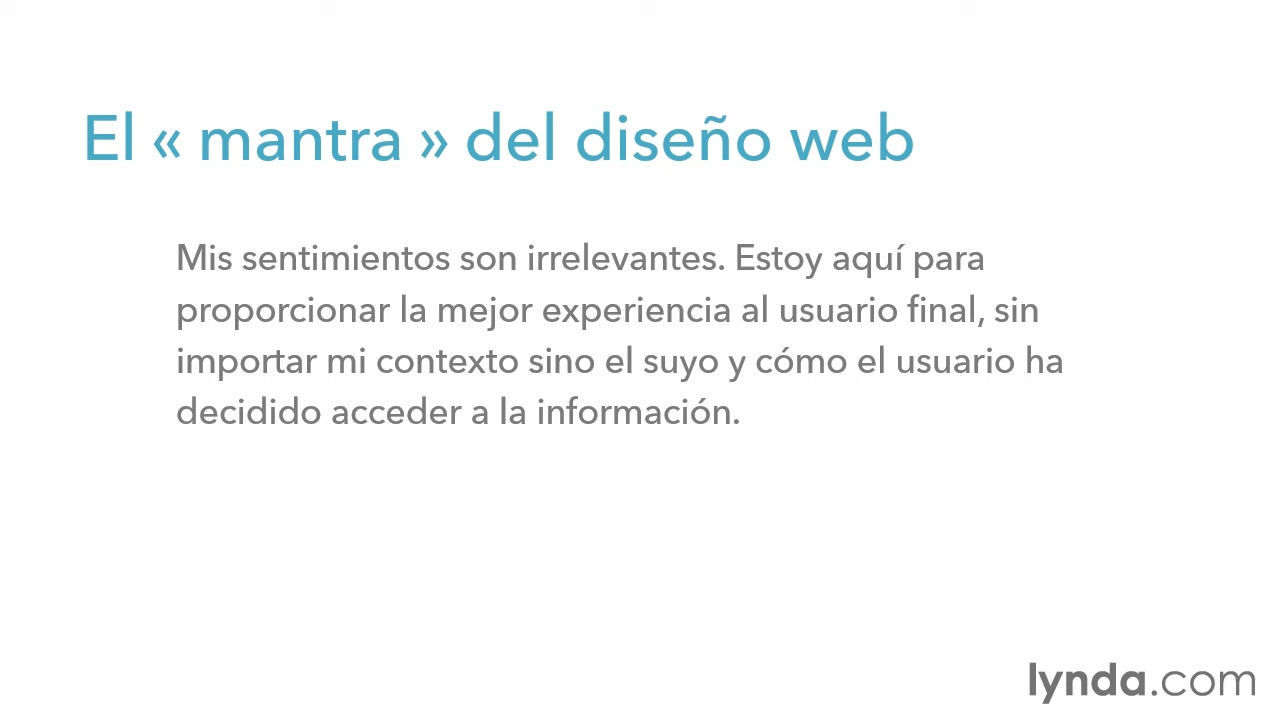 El « mantra » del diseño web
Mis sentimientos son irrelevantes. Estoy aquí para
proporcionar la mejor experiencia al usuario final, sin
importar mi contexto sino el suyo y cómo el usuario ha
decidido acceder a la información.
lynda.com